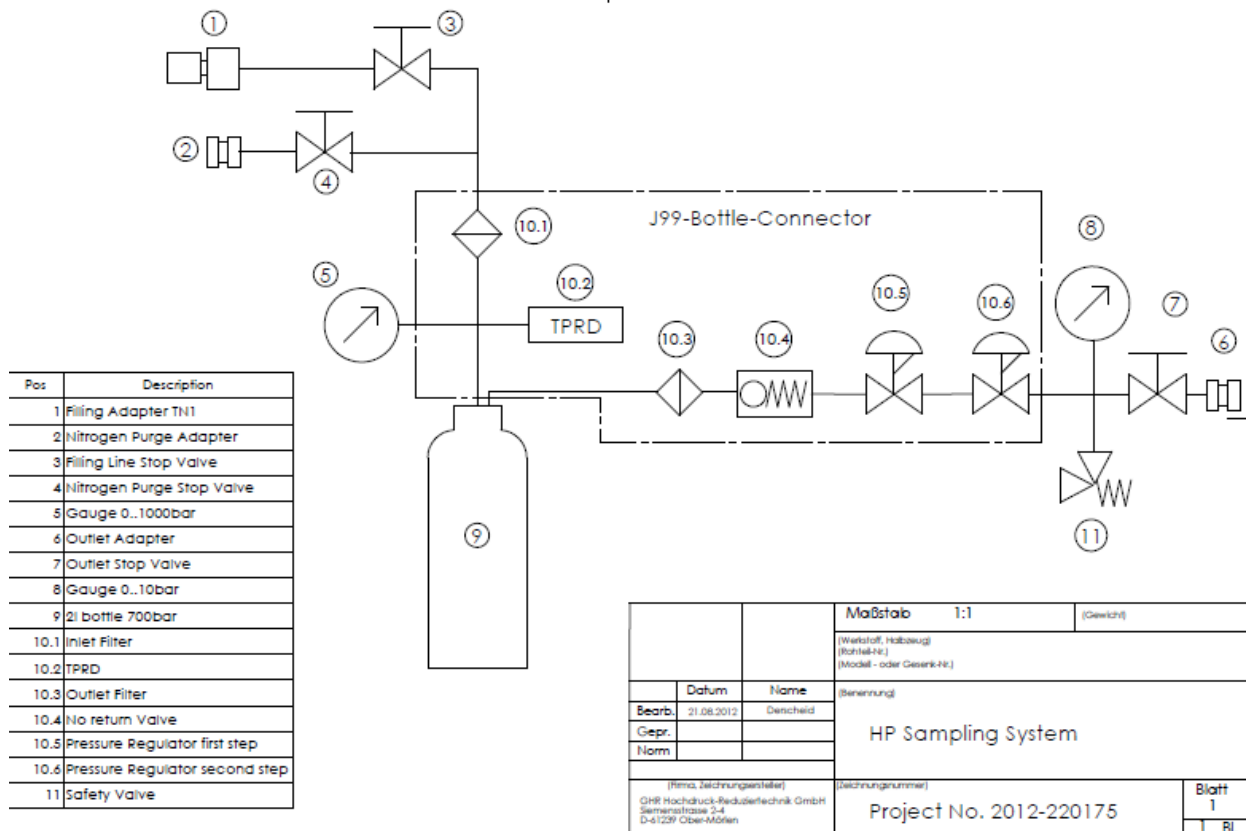 1
3
2
4
J99-Bottle-Connector
10.1
8
5
10.2
10.5
10.6
7
TPRD
10.3
10.4
6
9
11
Pos Description
1 Filing Adapter TN1
2 Nitrogen Purge Adapter
3 Filling Line Stop Valve
4 Nitrogen Purge Stop Valve
5 Gauge 0..1000bar
6 Outlet Adapter
7 Outlet Stop Valve
8 Gauge 0..10bar
9 2l bottle 700bar
10.1 Inlet Filter
10.2 TPRD
10.3 Outlet Filter
10.4 No return Valve
10.5 Pressure Regulator first step
10.6 Pressure Regulator second step
11 Safety Valve
Maßstab 1:1 (Gewicht)
(Werkstoff, Halbzeug)
(Rohteil-Nr.)
(Modell - oder Gesenk-Nr.)
Datum Name (Benennung)
Bearb. 21.08.2012 Derscheid
Gepr.
Norm
HP Sampling System
(Firma, Zeichnungsersteller)
GHR Hochdruck-Reduziertechnik GmbH
Siemensstrasse 2-4
D-61239 Ober-Mörlen
(Zeichnungsnummer)
Project No. 2012-220175
Blatt
1
1 Bl